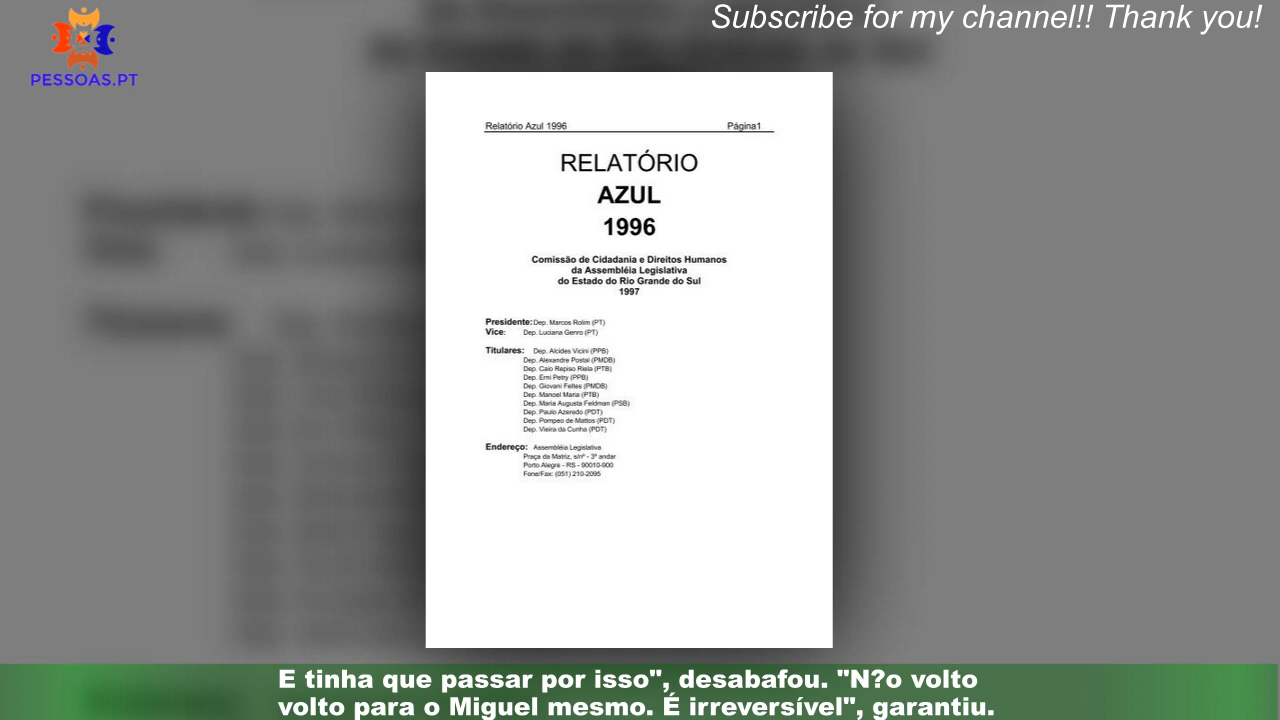 Subscribe for my channel!! Thank you!
PESSOAS.PT
Relatório Azul 1996 Página1
RELATÓRIO
AZUL
1996
Comissão de Cidadania e Direitos Humanos
da Assembléia Legislativa
do Estado do Rio Grande do Sul
1997
Presidente: Dep. Marcos Rolim (PT)
Vice: Dep. Luciana Genro (PT)
Titulares: Dep. Alcides Vicini (PPB)
Dep. Alexandre Postal (PMDB)
Dep. Caio Repiso Riela (PTB)
Dep. Erni Petry (PPB)
Dep. Giovani Feltes (PMDB)
Dep. Manoel Maria (PTB)
Dep. Maria Augusta Feldman (PSB)
Dep. Paulo Azeredo (PDT)
Dep. Pompeo de Mattos (PDT)
Dep. Vieira da Cunha (PDT)
Endereço: Assembléia Legislativa
Praça da Matriz, s/nº - 3º andar
Porto Alegre - RS - 90010-900
Fone/Fax: (051) 210-2095
E tinha que passar por isso", desabafou. "N?o volto
volto para o Miguel mesmo. É irreversível", garantiu.